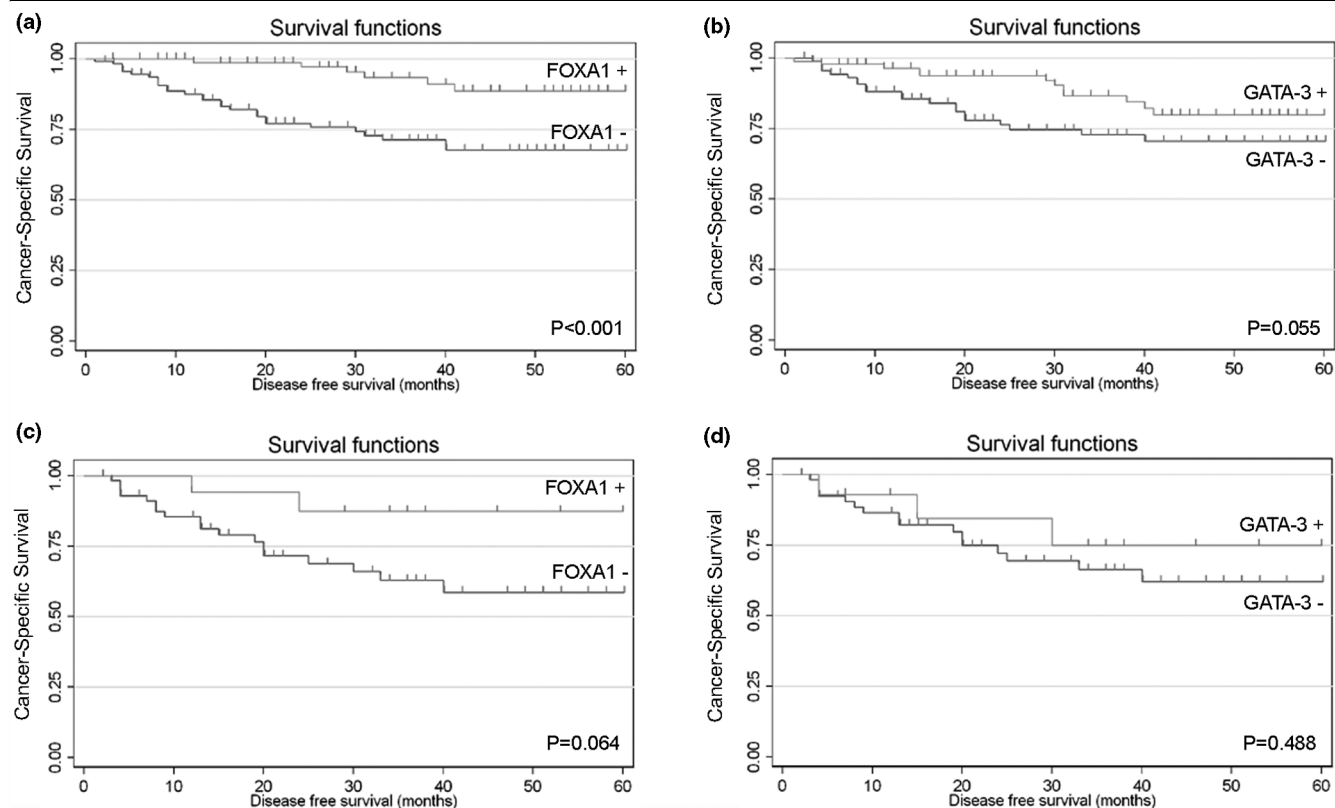 (a)
Survival functions
Cancer-Specific Survival
1.00
0.75
0.50
0.25
0.00
FOXA1 +
FOXA1 -
P<0.001
0 10 20 30 40 50 60
Disease free survival (months)
(b)
Survival functions
Cancer-Specific Survival
1.00
0.75
0.50
0.25
0.00
GATA-3 +
GATA-3 -
P=0.055
0 10 20 30 40 50 60
Disease free survival (months)
(c)
Survival functions
Cancer-Specific Survival
1.00
0.75
0.50
0.25
0.00
FOXA1 +
FOXA1 -
P=0.064
0 10 20 30 40 50 60
Disease free survival (months)
(d)
Survival functions
Cancer-Specific Survival
1.00
0.75
0.50
0.25
0.00
GATA-3 +
GATA-3 -
P=0.488
0 10 20 30 40 50 60
Disease free survival (months)